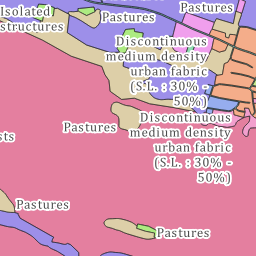 Pastures
Isolated
structures
Pastures
Discontinuous
medium density
urban fabric
(S.L. : 30% -
50%)
Pastures
Discontinuous
medium density
urban fabric
(S.L. : 30% -
50%)
Pastures
Pastures